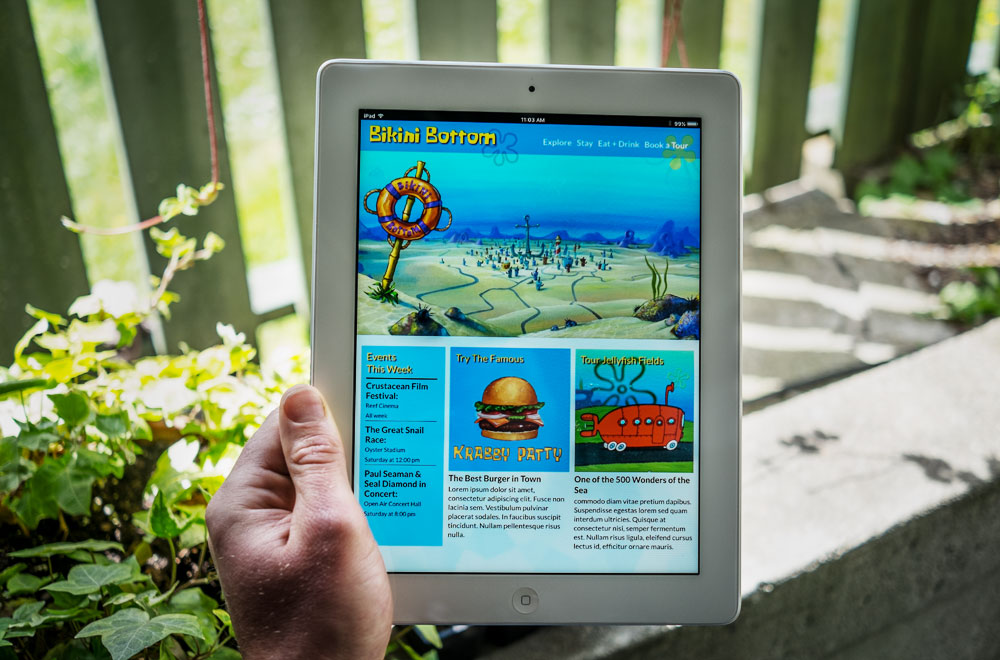 iPad 11:03 AM 99%
Bikini Bottom
Explore Stay Eat + Drink Book a Tour
Bikini
Bottom
Events
This Week
Crustacean Film
Festival:
Reef Cinema
All week
The Great Snail
Race:
Oyster Stadium
Saturday at 12:00 pm
Paul Seaman &
Seal Diamond in
Concert:
Open Air Concert Hall
Saturday at 8:00 pm
Try The Famous
KRABBY PATTY
The Best Burger in Town
Lorem ipsum dolor sit amet,
consectetur adipiscing elit. Fusce non
lacinia sem. Vestibulum pulvinar
placerat sodales. In faucibus suscipit
tincidunt. Nullam pellentesque risus
nulla.
Tour Jellyfish Fields
One of the 500 Wonders of the
Sea
commodo diam vitae pretium dapibus.
Suspendisse egestas lorem sed quam
interdum ultricies. Quisque at
consectetur nisi, semper fermentum
est. Nullam risus ligula, eleifend cursus
lectus id, efficitur ornare mauris.